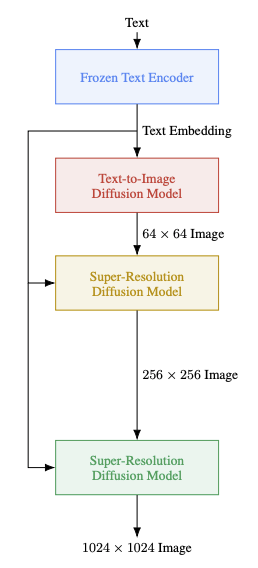 Text
Frozen Text Encoder
Text Embedding
Text-to-Image
Diffusion Model
64 × 64 Image
Super-Resolution
Diffusion Model
256 × 256 Image
Super-Resolution
Diffusion Model
1024 × 1024 Image